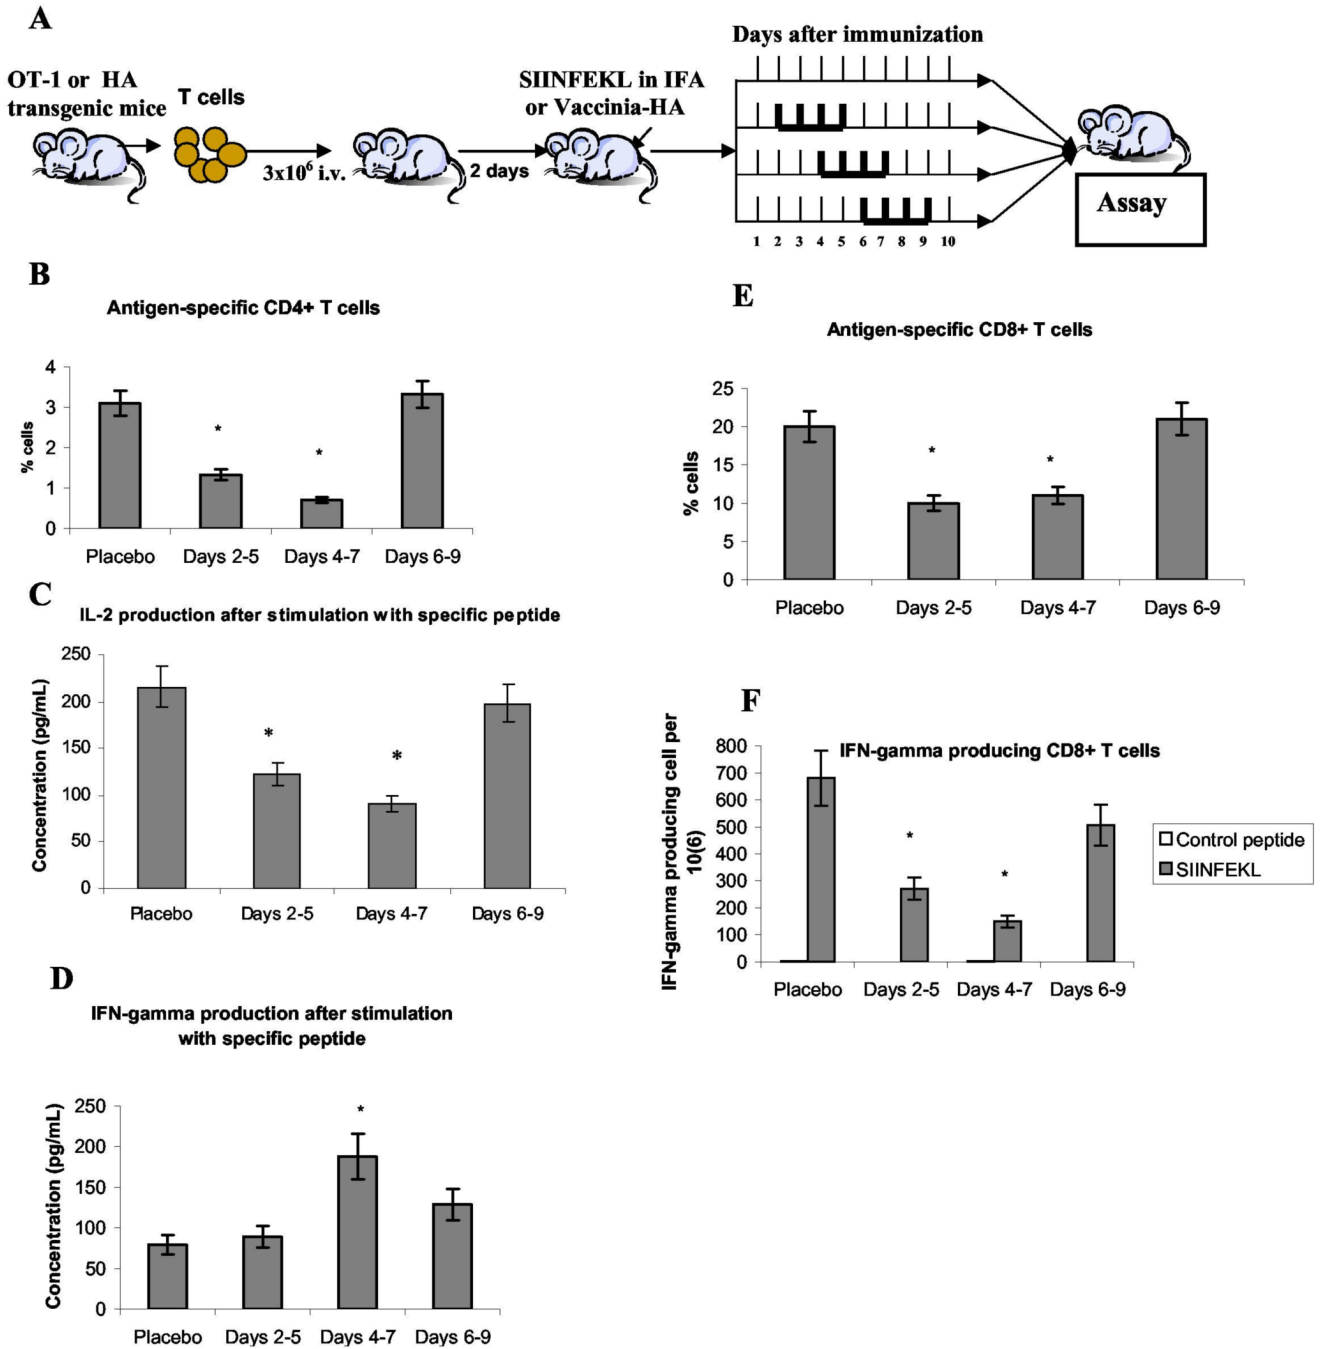 A
Days after immunization
OT-1 or HA
transgenic mice
T cells
SIINFEKL in IFA
or Vaccinia-HA
3x10⁶ i.v.
2 days
Assay
1 2 3 4 5 6 7 8 9 10
B
Antigen-specific CD4+ T cells
% cells
4
3
2
1
0
* *
Placebo Days 2-5 Days 4-7 Days 6-9
C
IL-2 production after stimulation with specific peptide
Concentration (pg/mL)
250
200
150
100
50
0
* *
Placebo Days 2-5 Days 4-7 Days 6-9
D
IFN-gamma production after stimulation
with specific peptide
Concentration (pg/mL)
250
200
150
100
50
0
*
Placebo Days 2-5 Days 4-7 Days 6-9
E
Antigen-specific CD8+ T cells
% cells
25
20
15
10
5
0
* *
Placebo Days 2-5 Days 4-7 Days 6-9
F
IFN-gamma producing CD8+ T cells
IFN-gamma producing cell per
10(6)
800
700
600
500
400
300
200
100
0
* *
Placebo Days 2-5 Days 4-7 Days 6-9
Control peptide
SIINFEKL